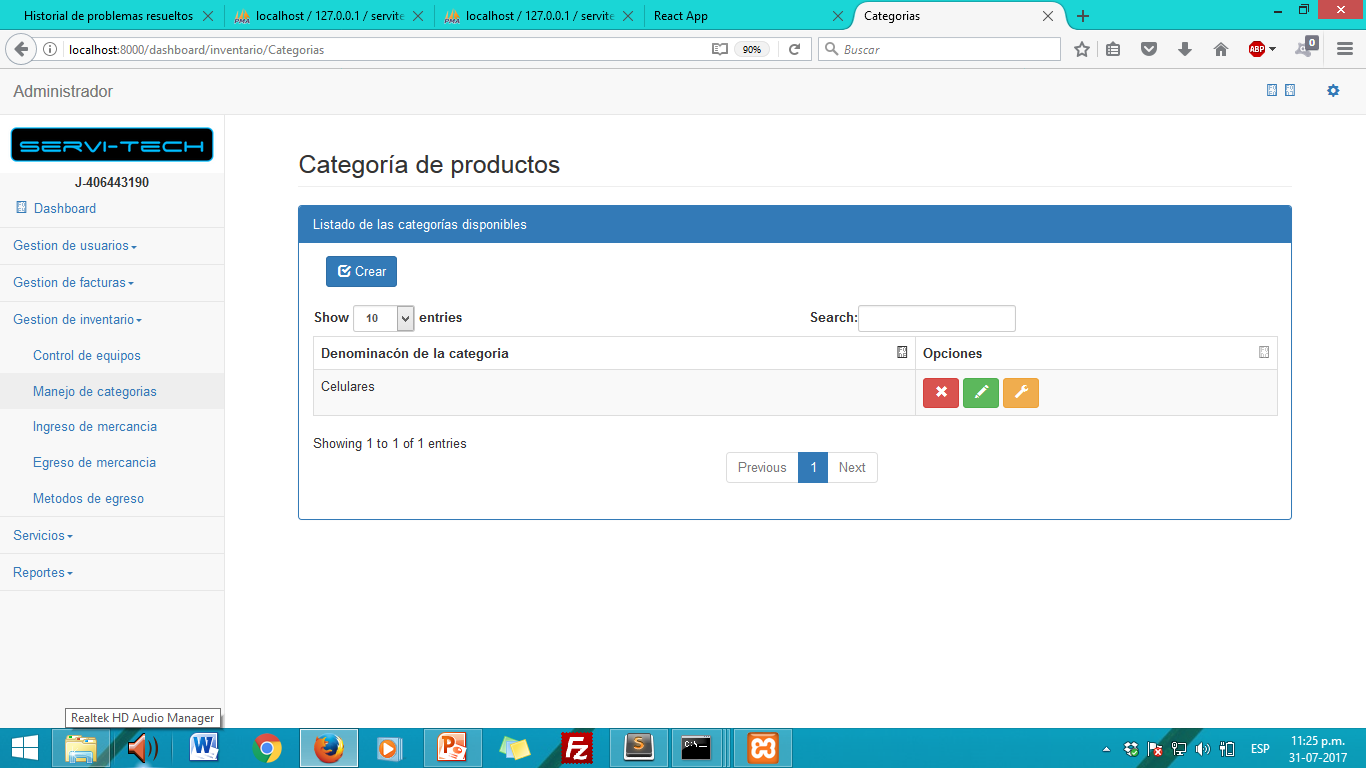 Historial de problemas resueltos
localhost / 127.0.0.1 / servite
localhost / 127.0.0.1 / servite
React App
Categorias
localhost:8000/dashboard/inventario/Categorias
90%
Buscar
ABP
0
Administrador
SERVI-TECH
J-406443190
Dashboard
Gestion de usuarios
Gestion de facturas
Gestion de inventario
Control de equipos
Manejo de categorias
Ingreso de mercancia
Egreso de mercancia
Metodos de egreso
Servicios
Reportes
Categoría de productos
Listado de las categorías disponibles
Crear
Show 10 entries
Search:
Denominacón de la categoria
Opciones
Celulares
Showing 1 to 1 of 1 entries
Previous 1 Next
Realtek HD Audio Manager
ESP
11:25 p.m.
31-07-2017